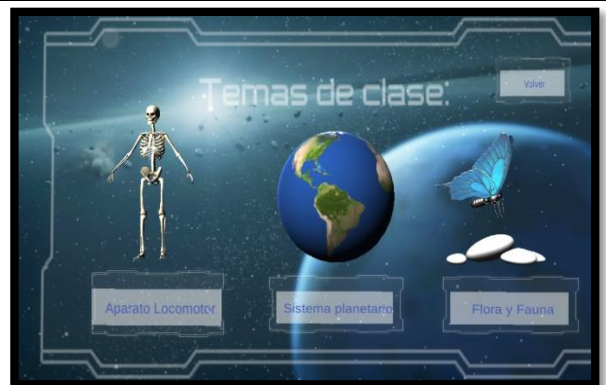 Temas de clase:
Volver
Aparato Locomotor
Sistema planetario
Flora y Fauna